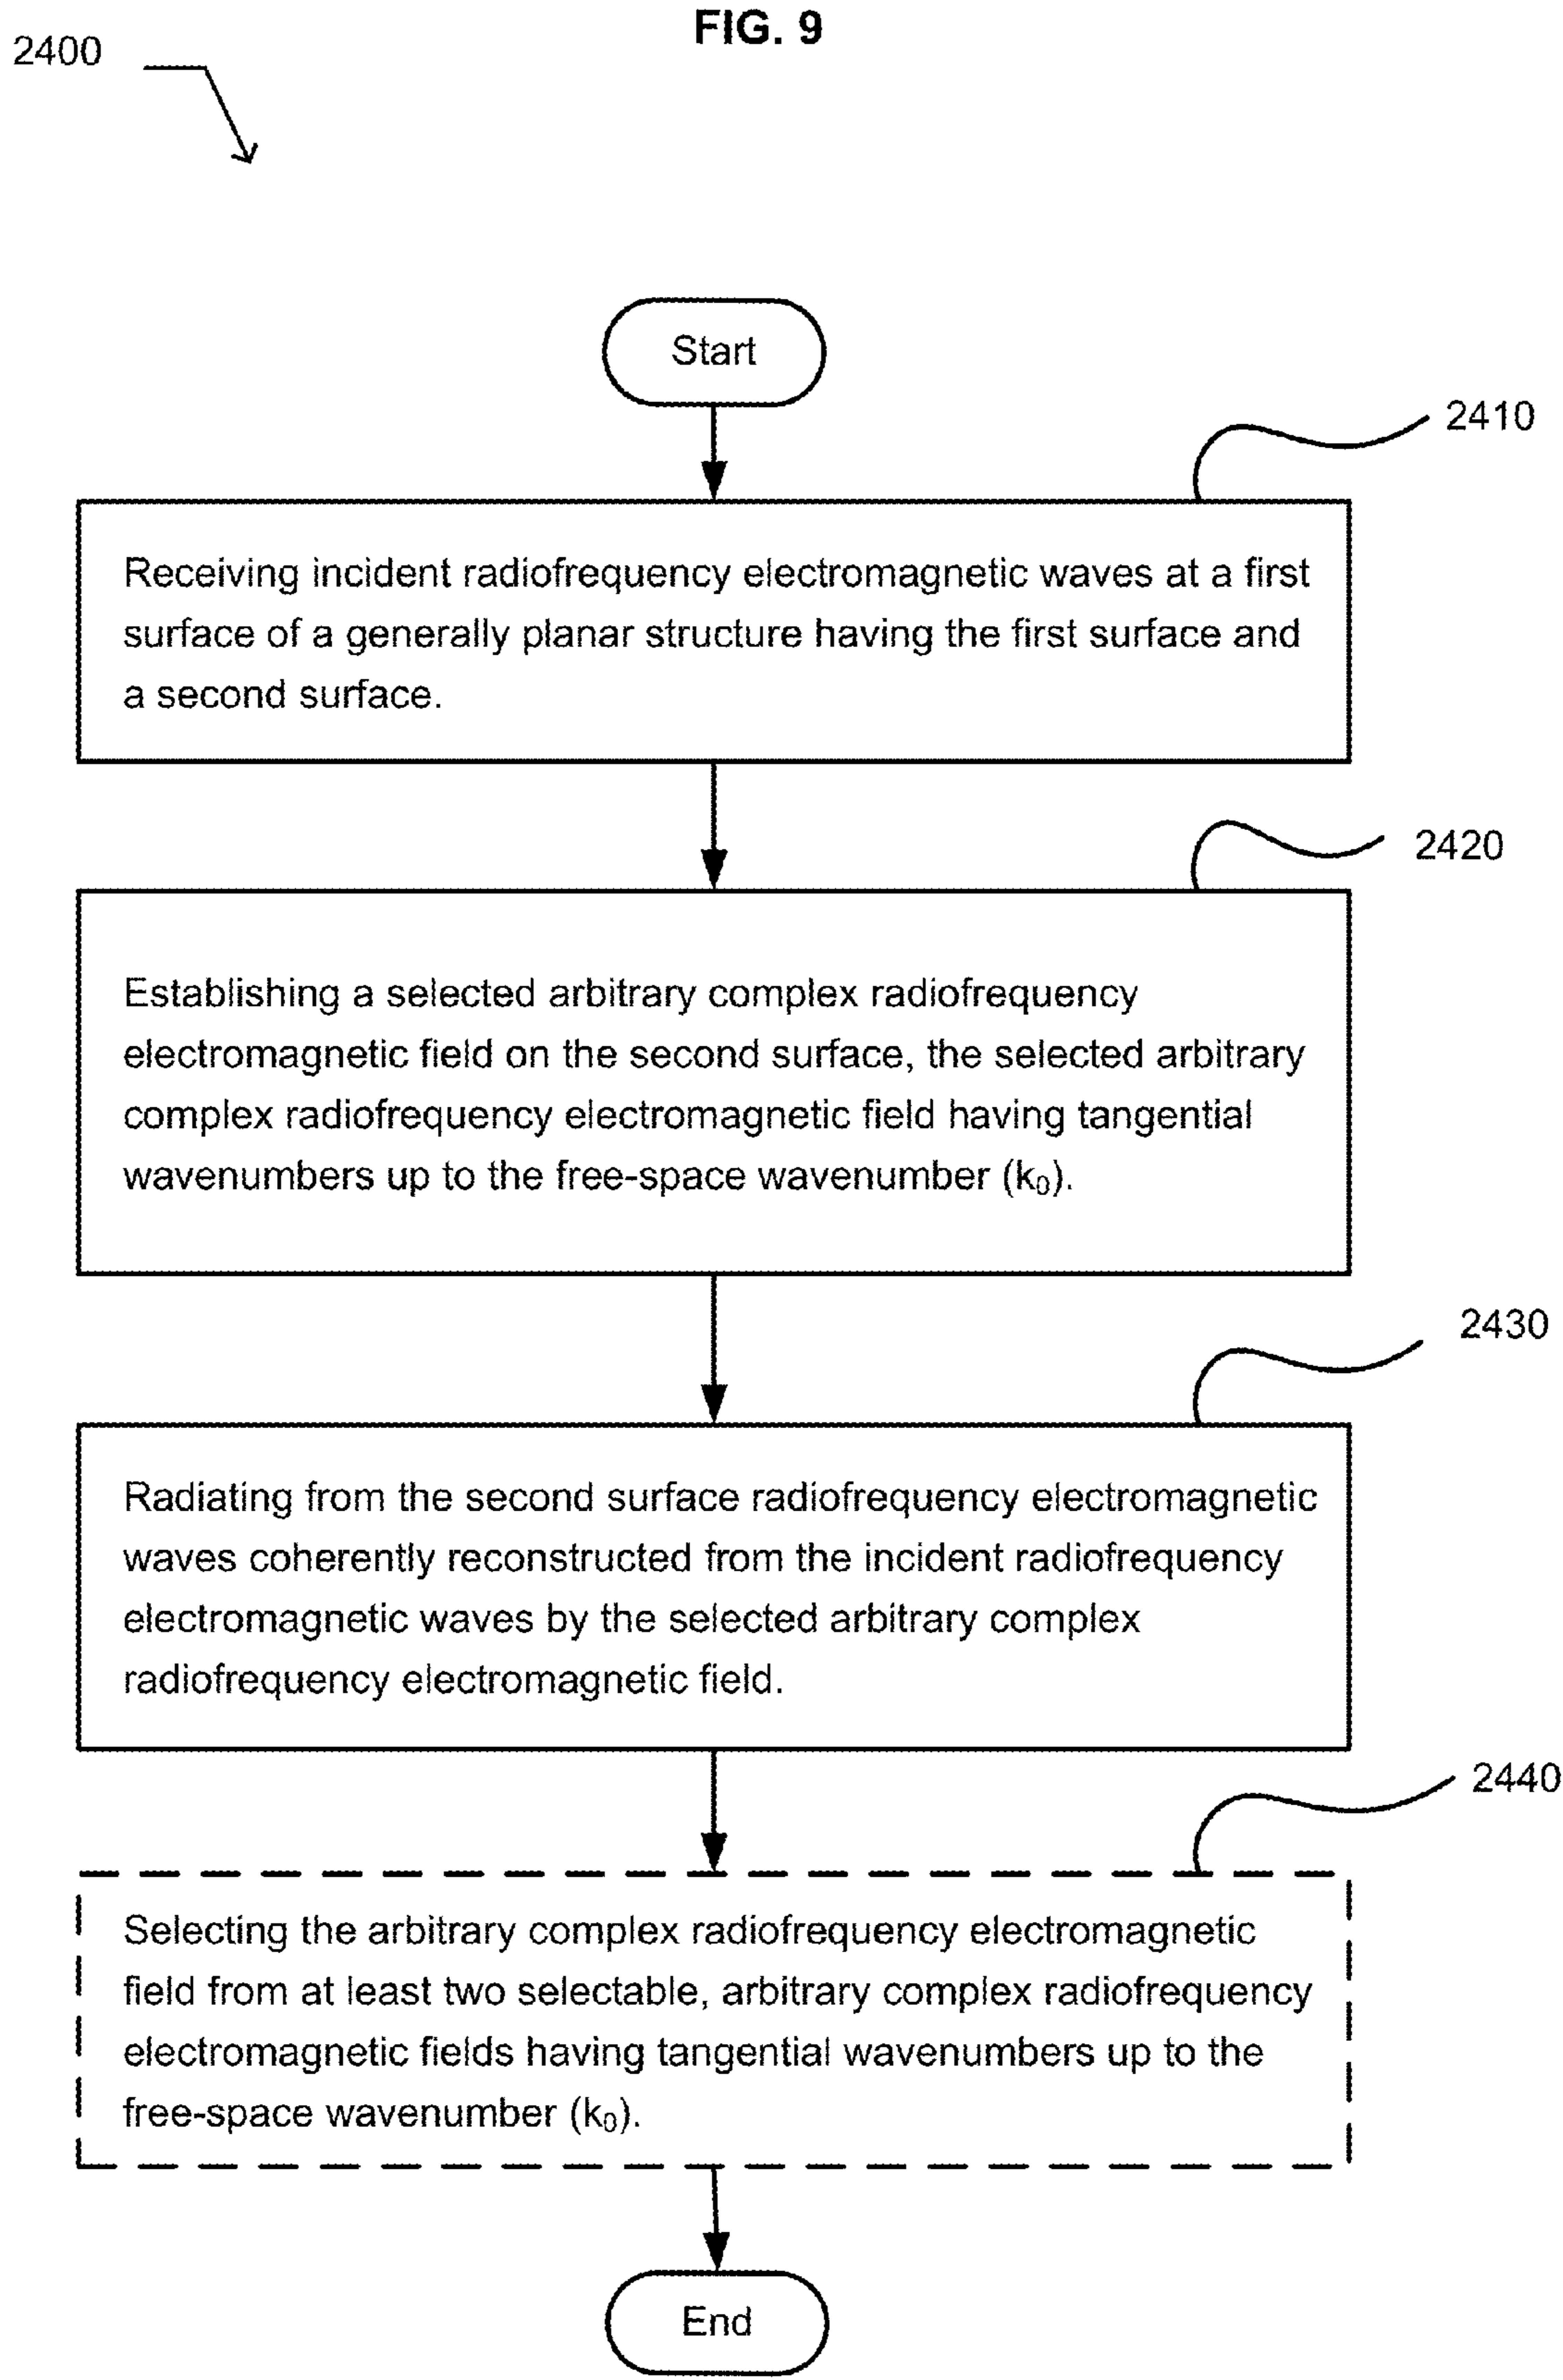 FIG. 9
2400
Start
2410
Receiving incident radiofrequency electromagnetic waves at a first
surface of a generally planar structure having the first surface and
a second surface.
2420
Establishing a selected arbitrary complex radiofrequency
electromagnetic field on the second surface, the selected arbitrary
complex radiofrequency electromagnetic field having tangential
wavenumbers up to the free-space wavenumber (k₀).
2430
Radiating from the second surface radiofrequency electromagnetic
waves coherently reconstructed from the incident radiofrequency
electromagnetic waves by the selected arbitrary complex
radiofrequency electromagnetic field.
2440
Selecting the arbitrary complex radiofrequency electromagnetic
field from at least two selectable, arbitrary complex radiofrequency
electromagnetic fields having tangential wavenumbers up to the
free-space wavenumber (k₀).
End